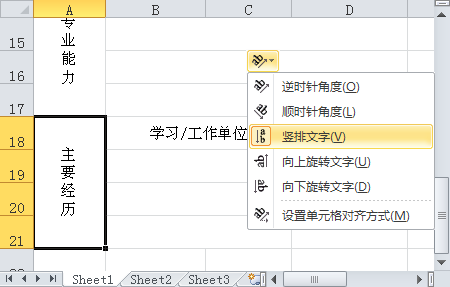 A B C D
15
16
17
18
19
20
21
专业能力
主要经历
学习/工作单位
逆时针角度(O)
顺时针角度(L)
竖排文字(V)
向上旋转文字(U)
向下旋转文字(D)
设置单元格对齐方式(M)
Sheet1 Sheet2 Sheet3